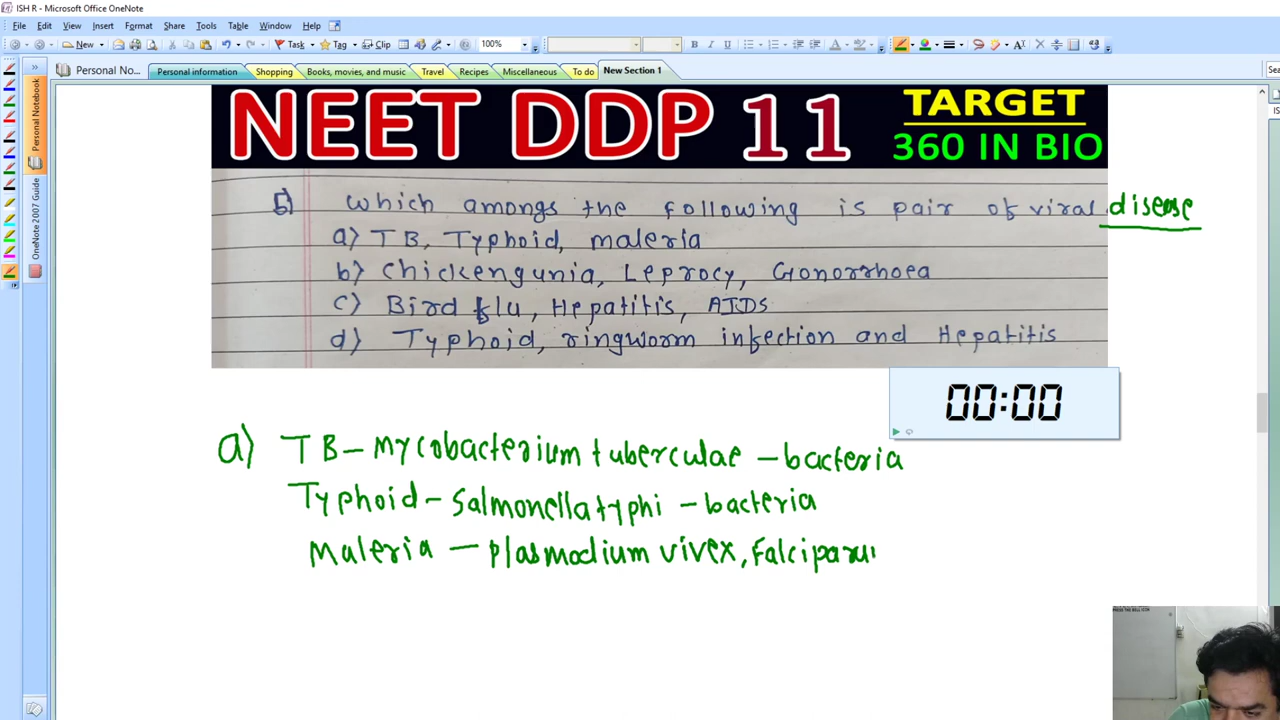 ISH R - Microsoft Office OneNote
File Edit View Insert Format Share Tools Table Window Help
New Task Tag Clip 100%
Personal No... Personal information Shopping Books, movies, and music Travel Recipes Miscellaneous To do New Section 1 Sea
Personal Notebook
OneNote 2007 Guide
NEET DDP 11 TARGET
360 IN BIO
5) which amongs the following is pair of viral disease
a) TB, Typhoid, maleria
b) Chickengunia, Leprocy, Gonorrhoea
c) Bird flu, Hepatitis, AIDS
d) Typhoid, ringworm infection and Hepatitis
00:00
a) TB - Mycobacterium tuberculae - bacteria
Typhoid - Salmonella typhi - bacteria
Maleria - plasmodium vivex, Falciparu